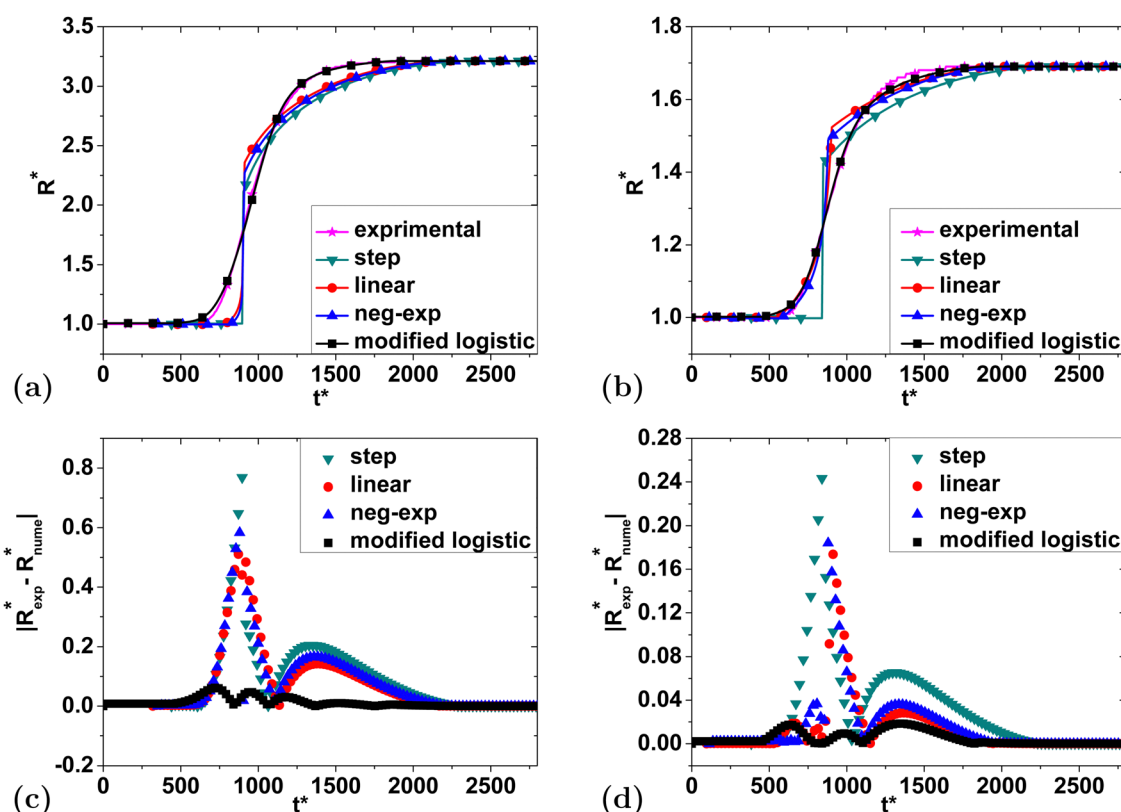 3.5
3.0
2.5
2.0
1.5
1.0
R*
0 500 1000 1500 2000 2500
t*
exprimental
step
linear
neg-exp
modified logistic
(a)
1.8
1.6
1.4
1.2
1.0
R*
0 500 1000 1500 2000 2500
t*
experimental
step
linear
neg-exp
modified logistic
(b)
0.8
0.6
0.4
0.2
0.0
-0.2
|R*exp - R*nume|
0 500 1000 1500 2000 2500
t*
step
linear
neg-exp
modified logistic
(c)
0.28
0.24
0.20
0.16
0.12
0.08
0.04
0.00
|R*exp - R*nume|
0 500 1000 1500 2000 2500
t*
step
linear
neg-exp
modified logistic
(d)